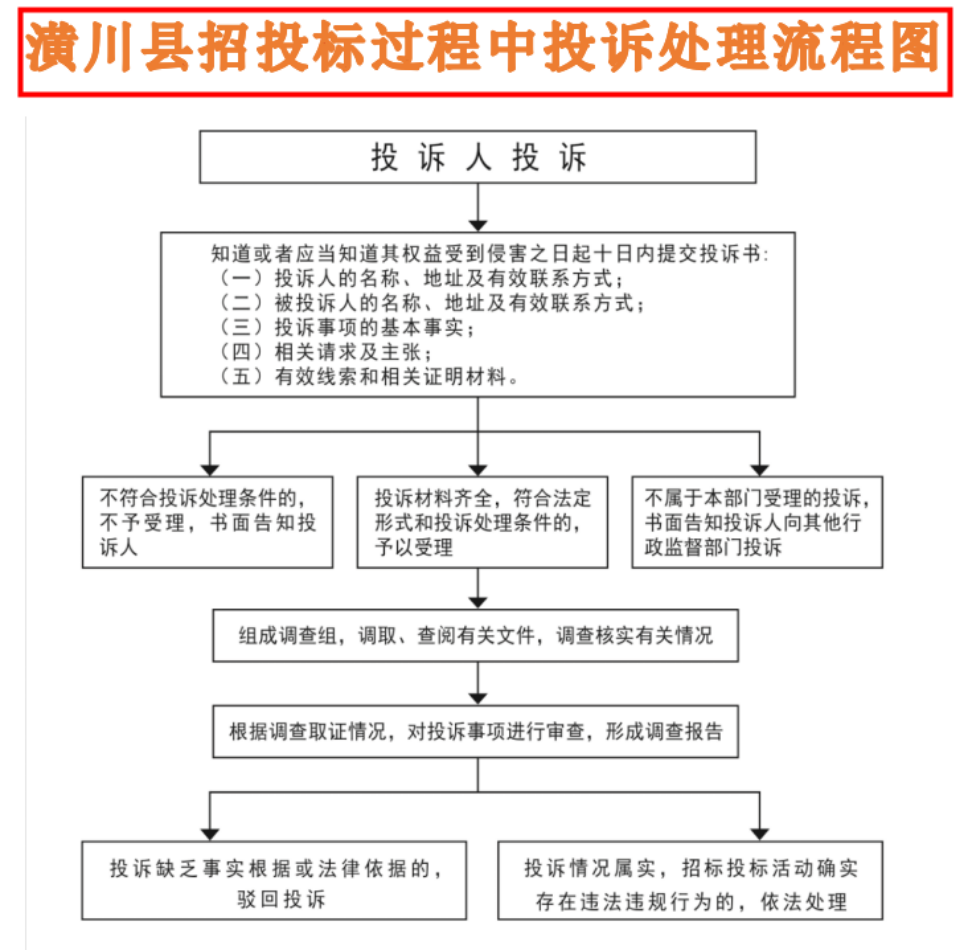 潢川县招投标过程中投诉处理流程图
投诉人投诉
知道或者应当知道其权益受到侵害之日起十日内提交投诉书:
（一）投诉人的名称、地址及有效联系方式；
（二）被投诉人的名称、地址及有效联系方式；
（三）投诉事项的基本事实；
（四）相关请求及主张；
（五）有效线索和相关证明材料。
不符合投诉处理条件的，
不予受理，书面告知投
诉人
投诉材料齐全，符合法定
形式和投诉处理条件的，
予以受理
不属于本部门受理的投诉，
书面告知投诉人向其他行
政监督部门投诉
组成调查组，调取、查阅有关文件，调查核实有关情况
根据调查取证情况，对投诉事项进行审查，形成调查报告
投诉缺乏事实根据或法律依据的，
驳回投诉
投诉情况属实，招标投标活动确实
存在违法违规行为的，依法处理